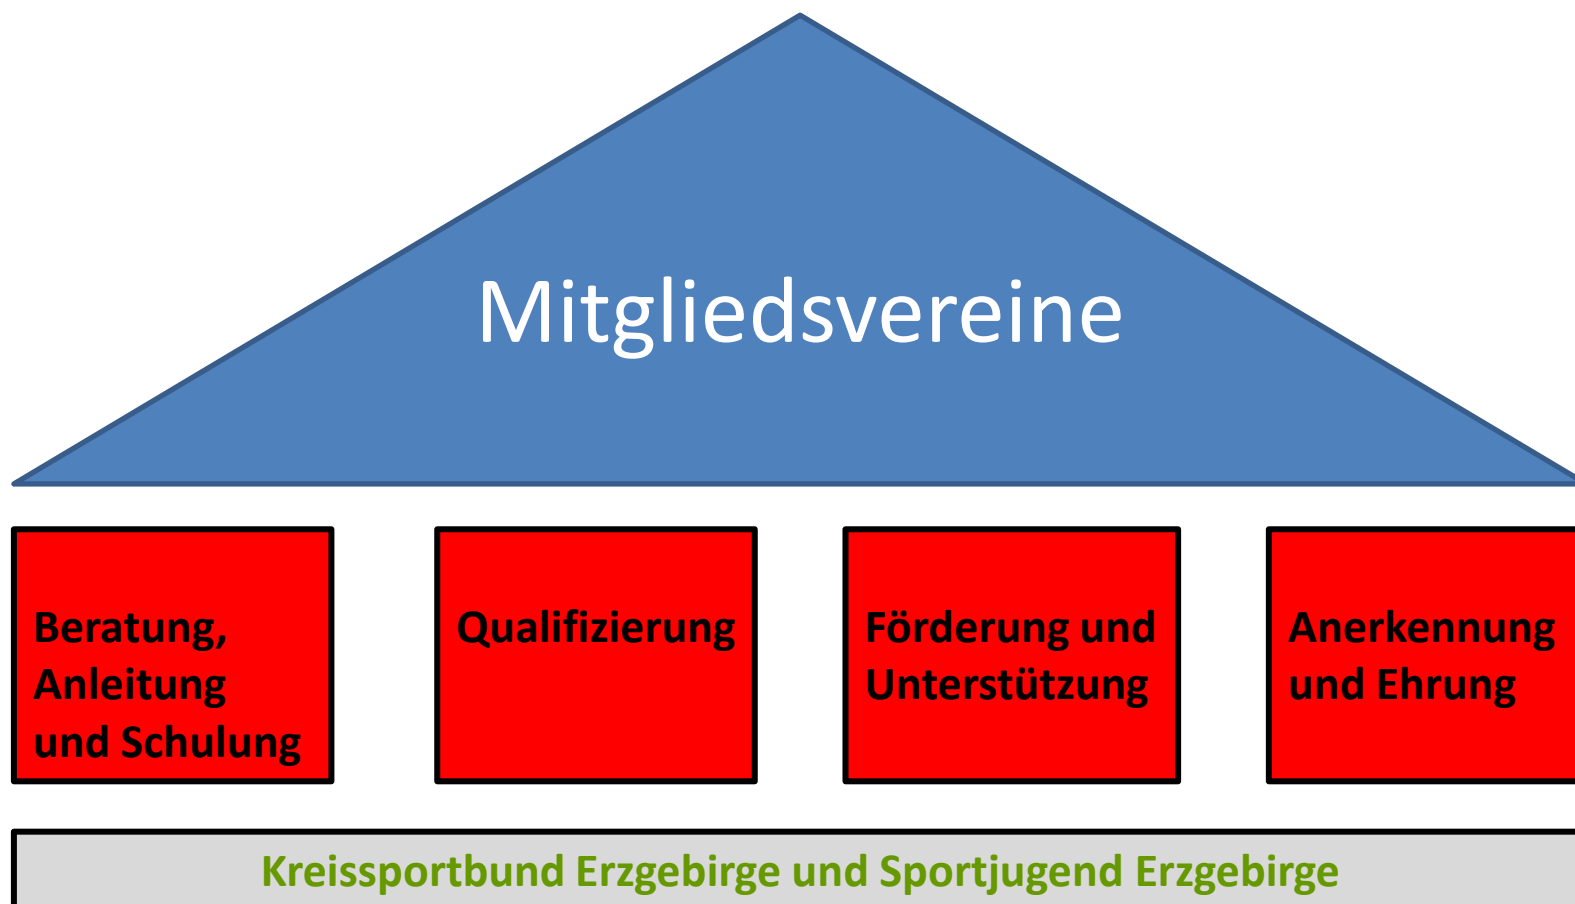 Mitgliedsvereine
Beratung,
Anleitung
und Schulung
Qualifizierung
Förderung und
Unterstützung
Anerkennung
und Ehrung
Kreissportbund Erzgebirge und Sportjugend Erzgebirge